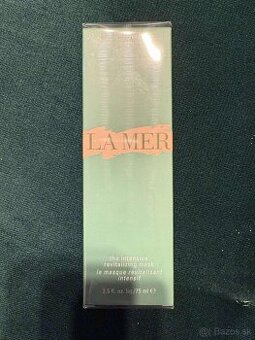 LA MER
the intensive
revitalizing mask
le masque revitalisant
intensif
2.5 fl. oz. liq./75 ml ℮
Bazos.sk